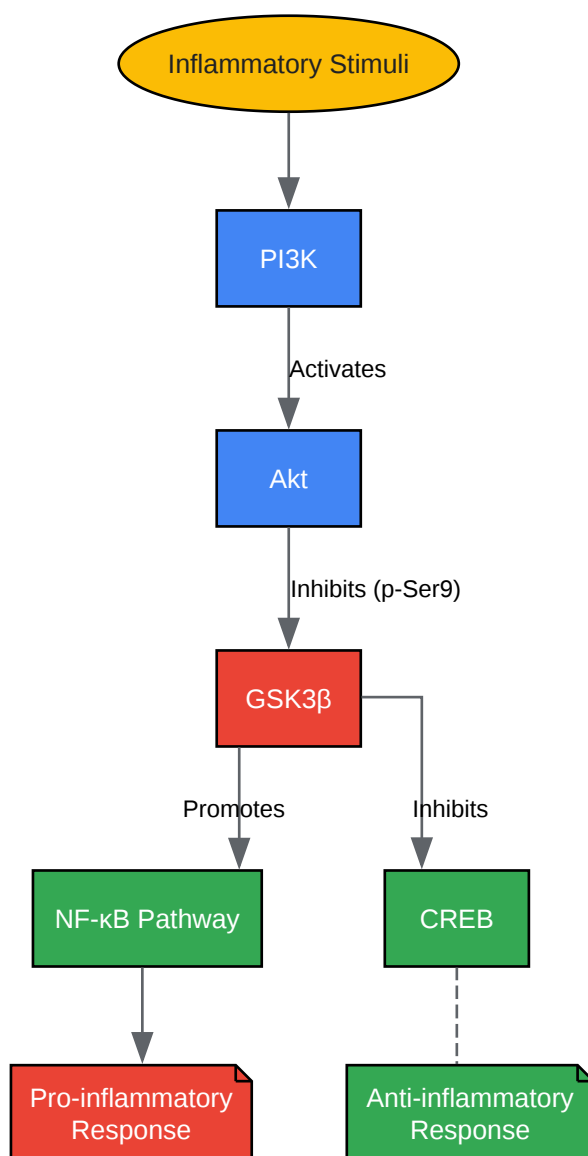 Inflammatory Stimuli
PI3K
Activates
Akt
Inhibits (p-Ser9)
GSK3β
Promotes
Inhibits
NF-κB Pathway
CREB
Pro-inflammatory
Response
Anti-inflammatory
Response